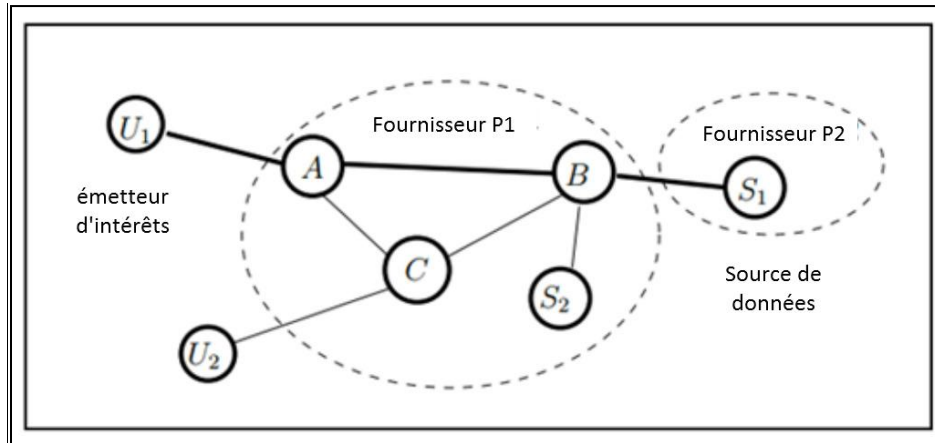 U1
Fournisseur P1
Fournisseur P2
A
B
S1
émetteur
d'intérêts
C
Source de
données
S2
U2